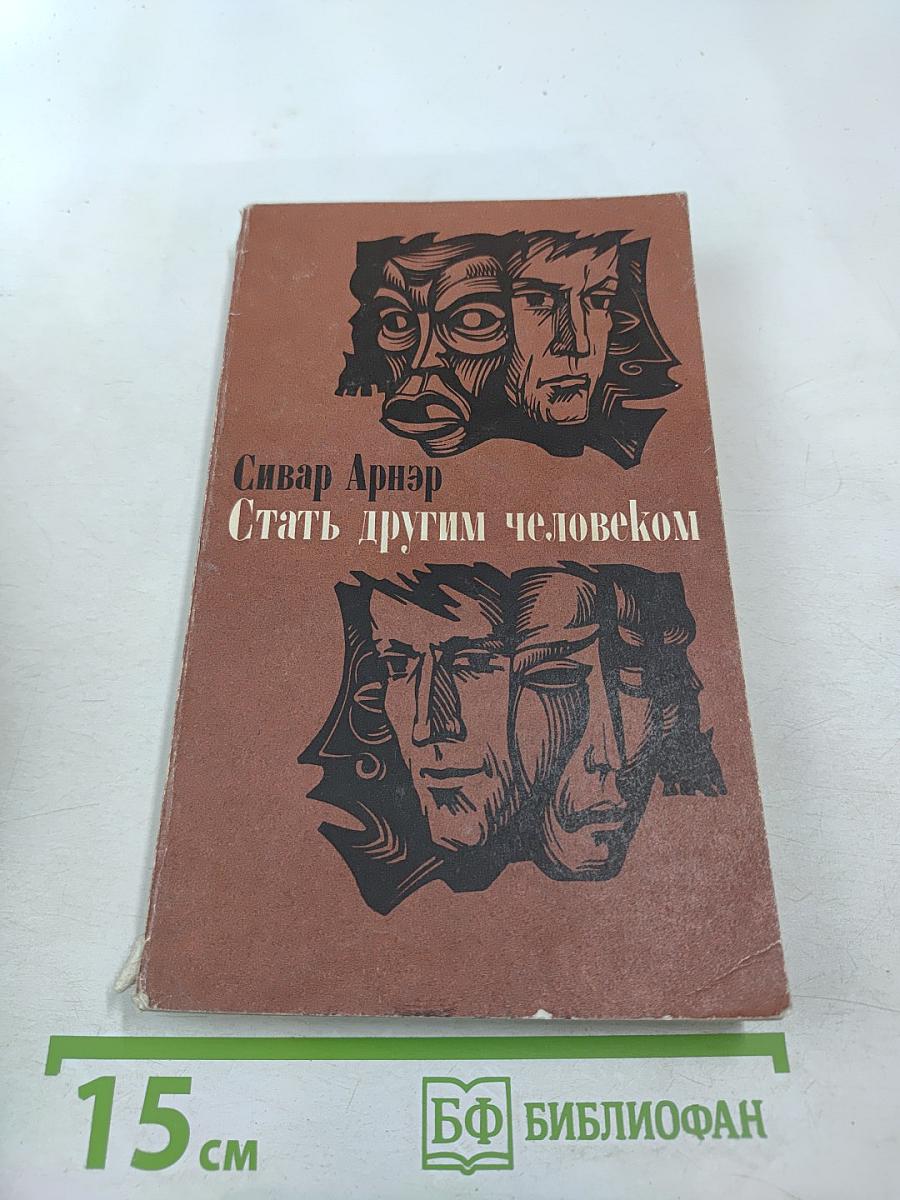 Сивар Арнэр
Стать другим человеком
15 см
БФ БИБЛИОФАН